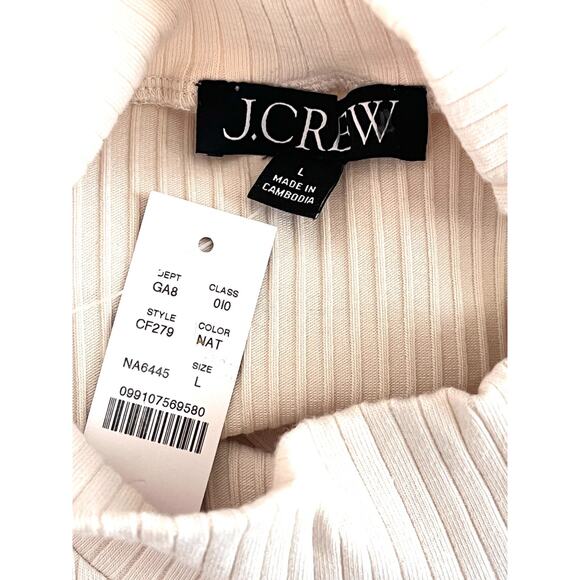 J.CREW
L
MADE IN
CAMBODIA
DEPT CLASS
GA8 010
STYLE COLOR
CF279 NAT
NA6445 SIZE
L
099107569580